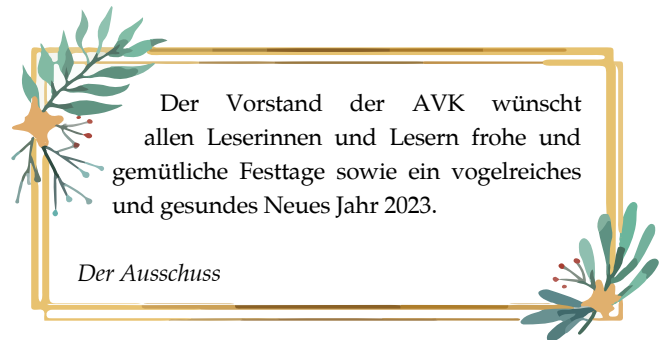 Der Vorstand der AVK wünscht
allen Leserinnen und Lesern frohe und
gemütliche Festtage sowie ein vogelreiches
und gesundes Neues Jahr 2023.
Der Ausschuss